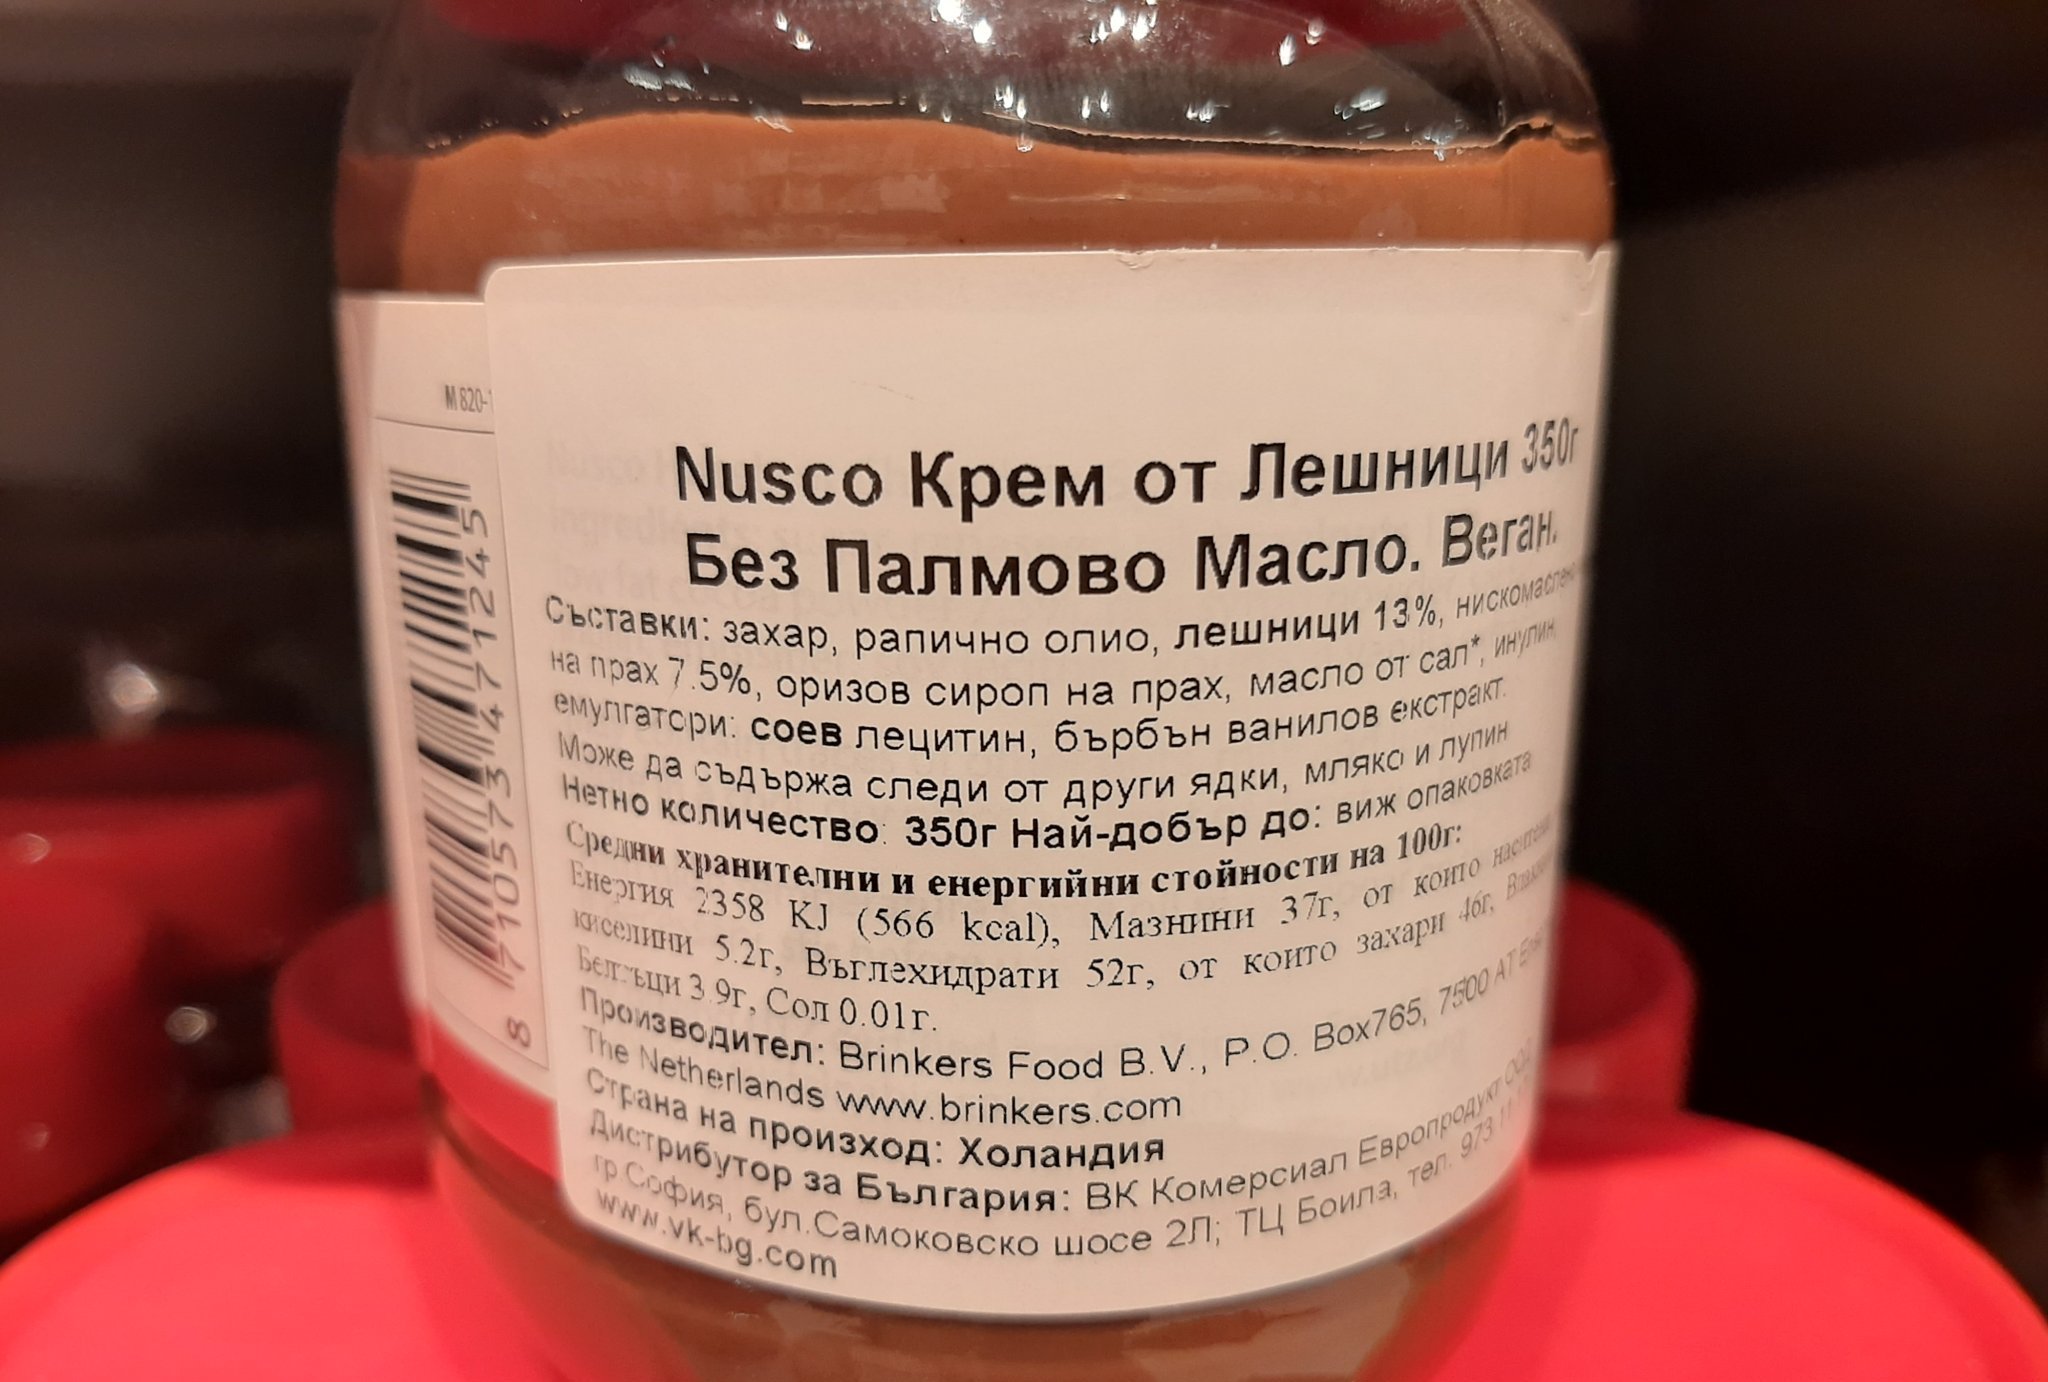 M 820-1
8 710573 471245
Nusco Крем от Лешници 350г
Без Палмово Масло. Веган.
Съставки: захар, рапично олио, лешници 13%,
на прах 7.5%, оризов сироп на прах, масло от сал*, инулин
емулгатори: соев лецитин, бърбън ванилов екстракт.
Може да съдържа следи от други ядки, мляко и лупин
Нетно количество: 350г Най-добър до: виж опаковката
Средни хранителни и енергийни стойности на 100г:
Енергия 2358 KJ (566 kcal), Мазнини 37г, от които
киселини 5.2г, Въглехидрати 52г, от които захари 46г,
Белтъци 3.9г, Сол 0.01г.
Производител: Brinkers Food B.V., P.O. Box765, 7500 AT
The Netherlands www.brinkers.com
Страна на произход: Холандия
Дистрибутор за България: ВК Комерсиал Европродукт ООД
гр.София, бул.Самоковско шосе 2Л; ТЦ Боила, тел. 973
www.vk-bg.com